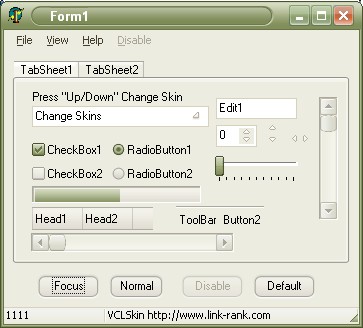 Form1
File View Help Disable
TabSheet1 TabSheet2
Press "Up/Down" Change Skin
Edit1
Change Skins
0
CheckBox1 RadioButton1
CheckBox2 RadioButton2
Head1 Head2 ToolBar Button2
Focus Normal Disable Default
1111 VCLSkin http://www.link-rank.com